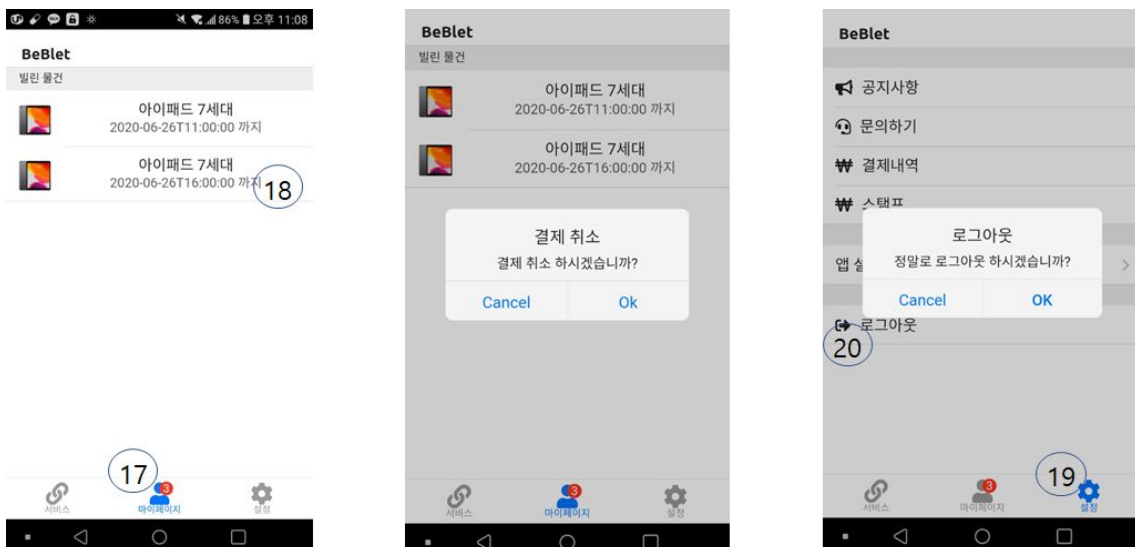 86% 오후 11:08
BeBlet
빌린 물건
아이패드 7세대
2020-06-26T11:00:00 까지
아이패드 7세대
2020-06-26T16:00:00 까지
18
17
3
서비스
마이페이지
설정
BeBlet
빌린 물건
아이패드 7세대
2020-06-26T11:00:00 까지
아이패드 7세대
2020-06-26T16:00:00 까지
결제 취소
결제 취소 하시겠습니까?
Cancel
Ok
3
서비스
마이페이지
설정
BeBlet
공지사항
문의하기
₩ 결제내역
₩ 스탬프
로그아웃
정말로 로그아웃 하시겠습니까?
앱 설
Cancel
OK
로그아웃
20
19
3
서비스
마이페이지
설정